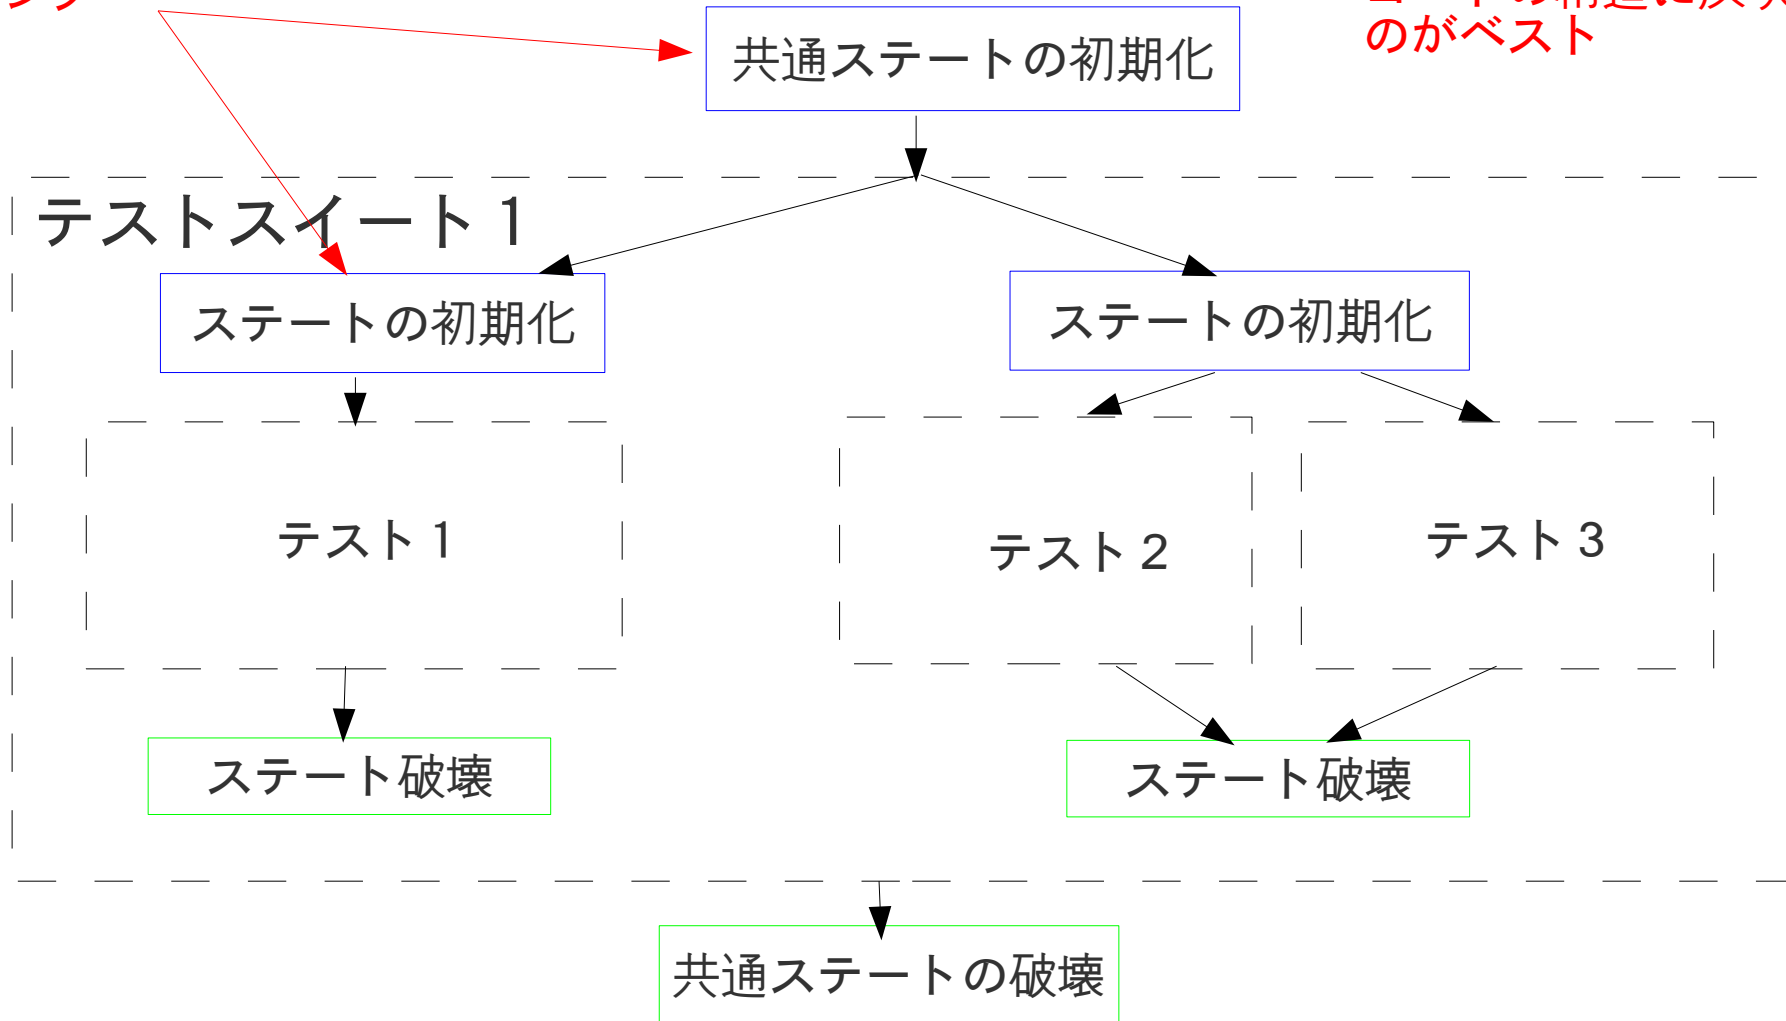 共通ステートの初期化
のがベスト
テストスイート1
ステートの初期化
ステートの初期化
テスト1
テスト2
テスト3
ステート破壊
ステート破壊
共通ステートの破壊